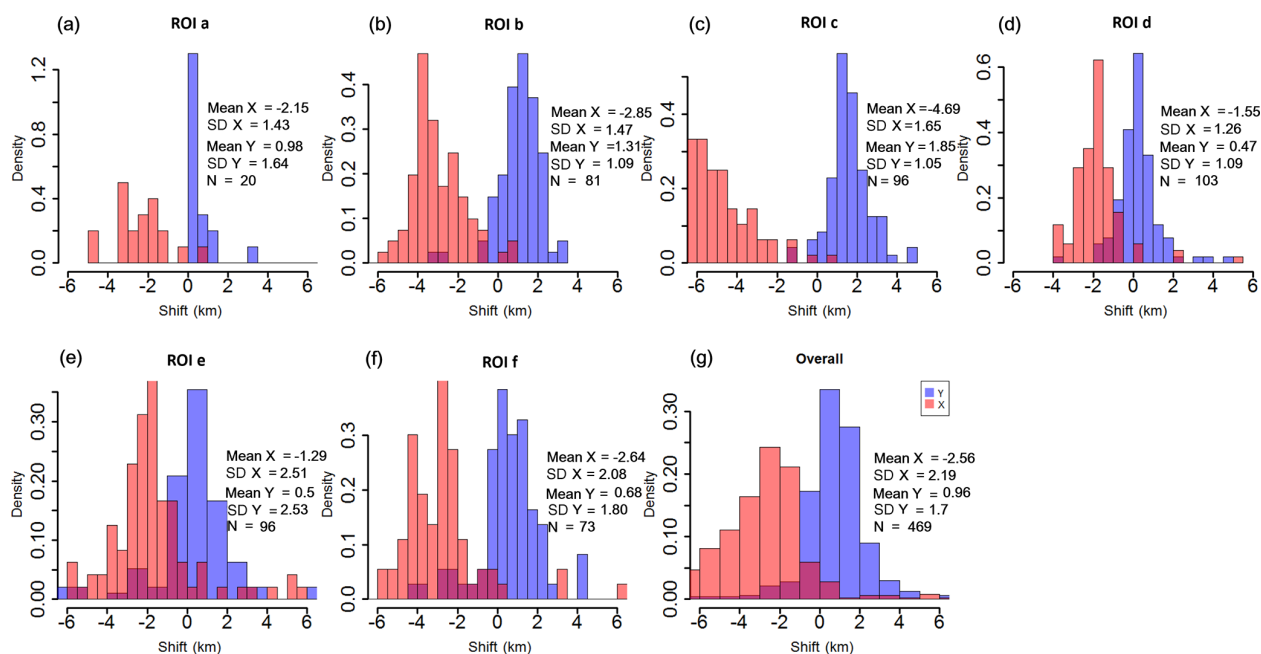 (a) ROI a
1.2
0.8
0.4
0.0
Density
Mean X = -2.15
SD X = 1.43
Mean Y = 0.98
SD Y = 1.64
N = 20
-6 -4 -2 0 2 4 6
Shift (km)
(b) ROI b
0.4
0.3
0.2
0.1
0.0
Density
Mean X = -2.85
SD X = 1.47
Mean Y =1.31
SD Y = 1.09
N = 81
-6 -4 -2 0 2 4 6
Shift (km)
(c) ROI c
0.4
0.2
0.0
Density
Mean X =-4.69
SD X =1.65
Mean Y =1.85
SD Y =1.05
N = 96
-6 -4 -2 0 2 4 6
Shift (km)
(d) ROI d
0.6
0.4
0.2
0.0
Density
Mean X = -1.55
SD X = 1.26
Mean Y = 0.47
SD Y = 1.09
N = 103
-6 -4 -2 0 2 4 6
Shift (km)
(e) ROI e
0.30
0.20
0.10
0.00
Density
Mean X = -1.29
SD X = 2.51
Mean Y = 0.5
SD Y = 2.53
N = 96
-6 -4 -2 0 2 4 6
Shift (km)
(f) ROI f
0.3
0.2
0.1
0.0
Density
Mean X = -2.64
SD X = 2.08
Mean Y = 0.68
SD Y = 1.80
N = 73
-6 -4 -2 0 2 4 6
Shift (km)
(g) Overall
Y
X
0.30
0.20
0.10
0.00
Density
Mean X = -2.56
SD X = 2.19
Mean Y = 0.96
SD Y = 1.7
N = 469
-6 -4 -2 0 2 4 6
Shift (km)